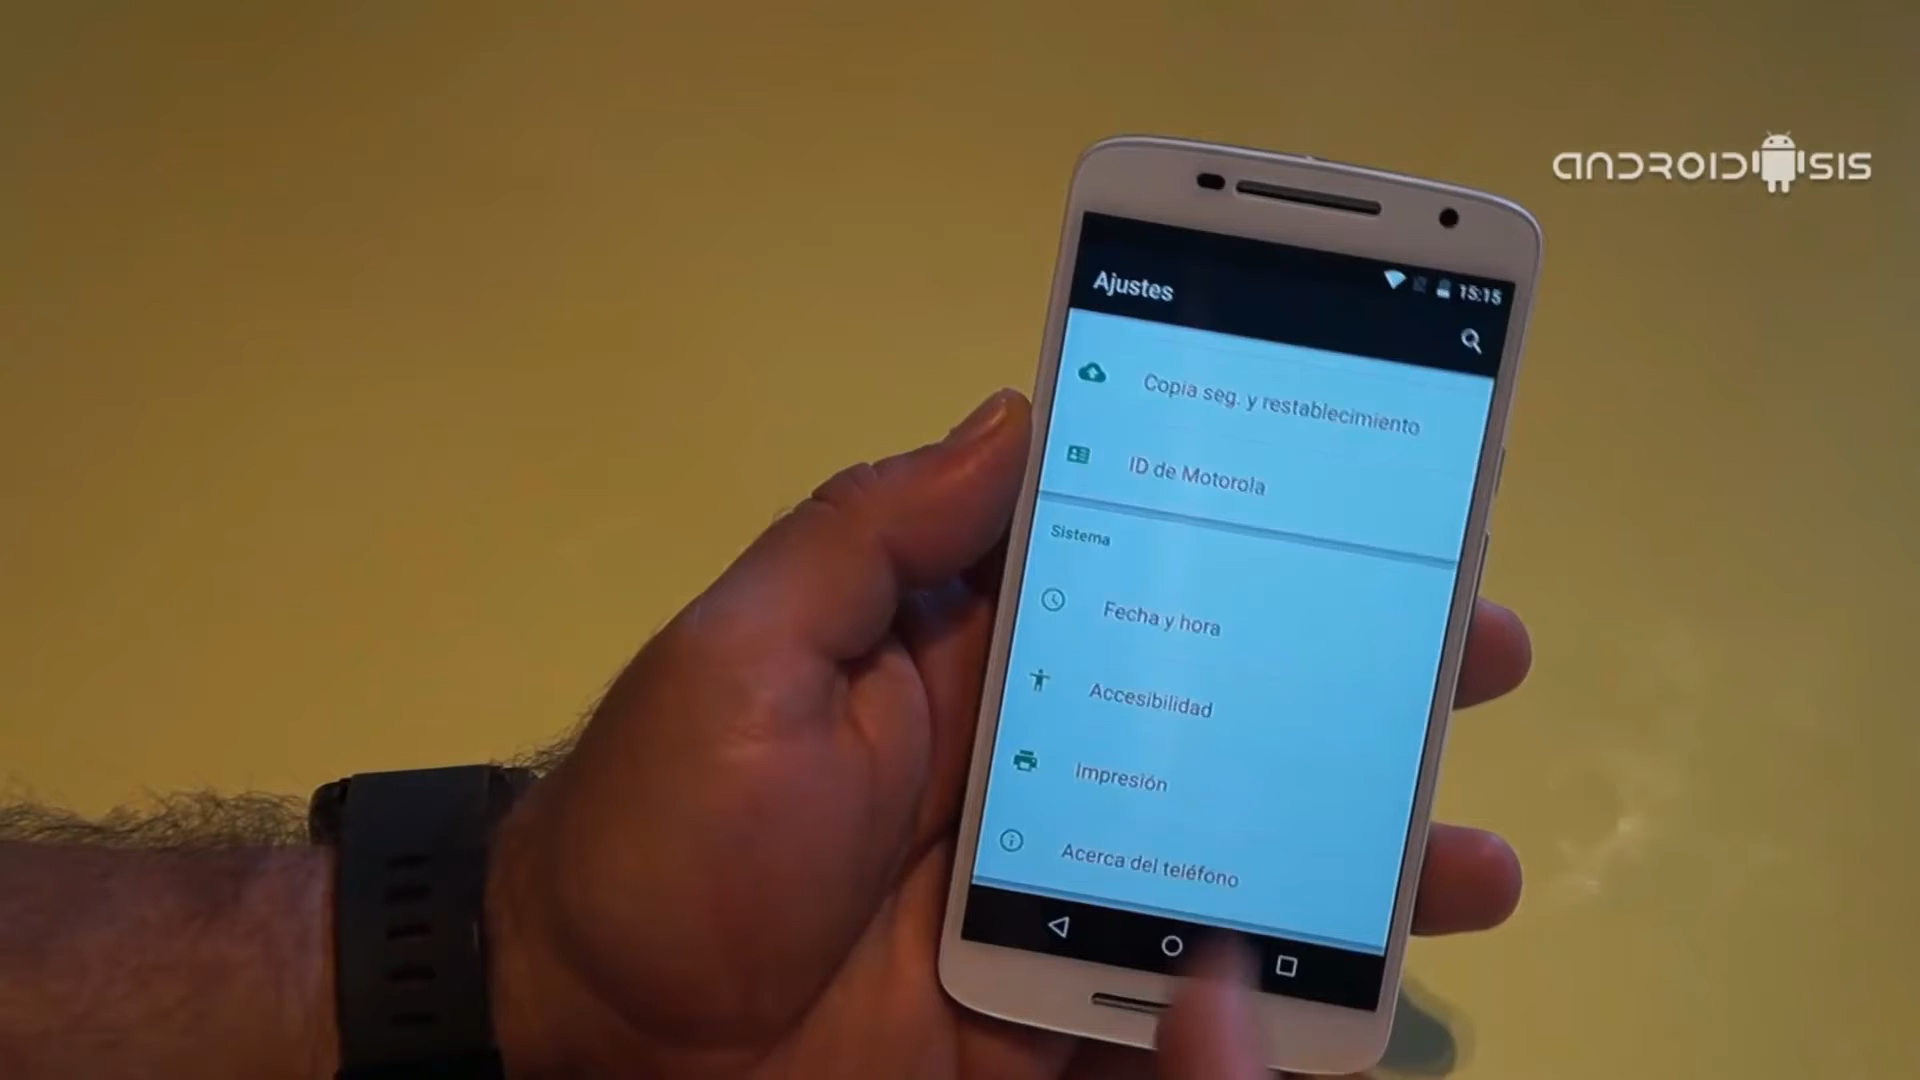 ANDROIDSIS
15:15
Ajustes
Copia seg. y restablecimiento
ID de Motorola
Sistema
Fecha y hora
Accesibilidad
Impresión
Acerca del teléfono